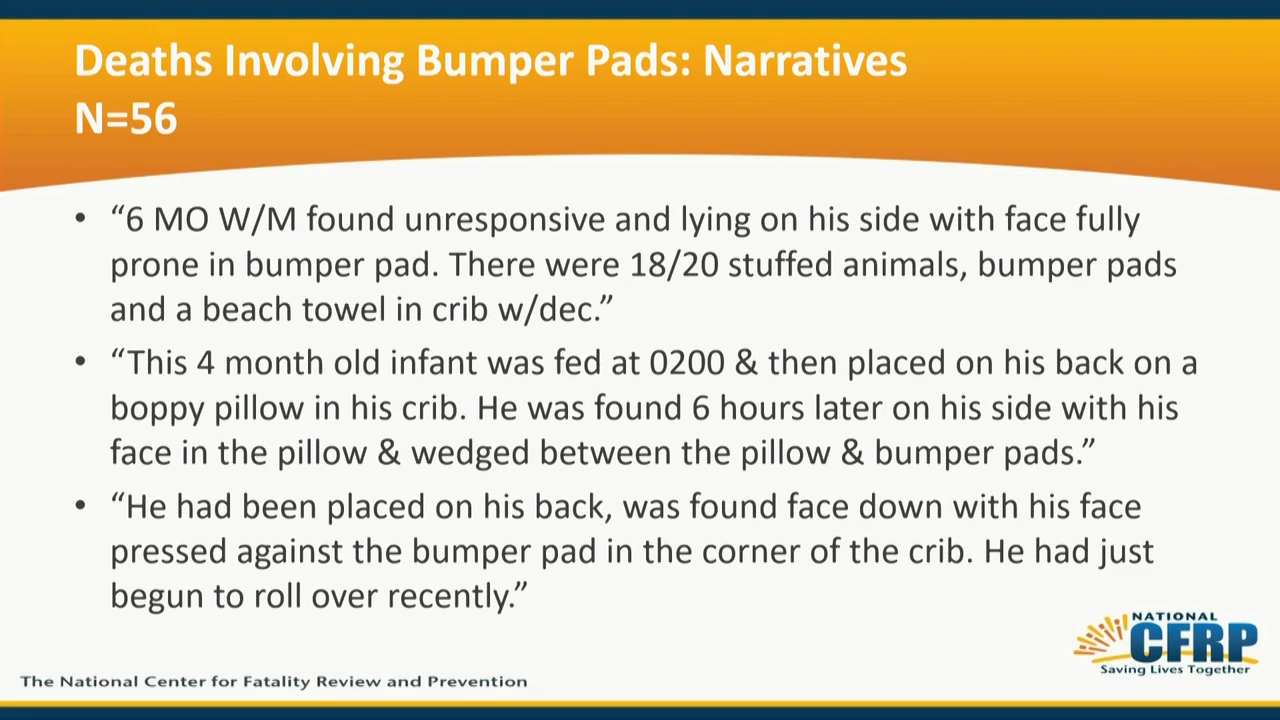 Deaths Involving Bumper Pads: Narratives
N=56
• “6 MO W/M found unresponsive and lying on his side with face fully
prone in bumper pad. There were 18/20 stuffed animals, bumper pads
and a beach towel in crib w/dec.”
• “This 4 month old infant was fed at 0200 & then placed on his back on a
boppy pillow in his crib. He was found 6 hours later on his side with his
face in the pillow & wedged between the pillow & bumper pads.”
• “He had been placed on his back, was found face down with his face
pressed against the bumper pad in the corner of the crib. He had just
begun to roll over recently.”
NATIONAL
CFRP
Saving Lives Together
The National Center for Fatality Review and Prevention